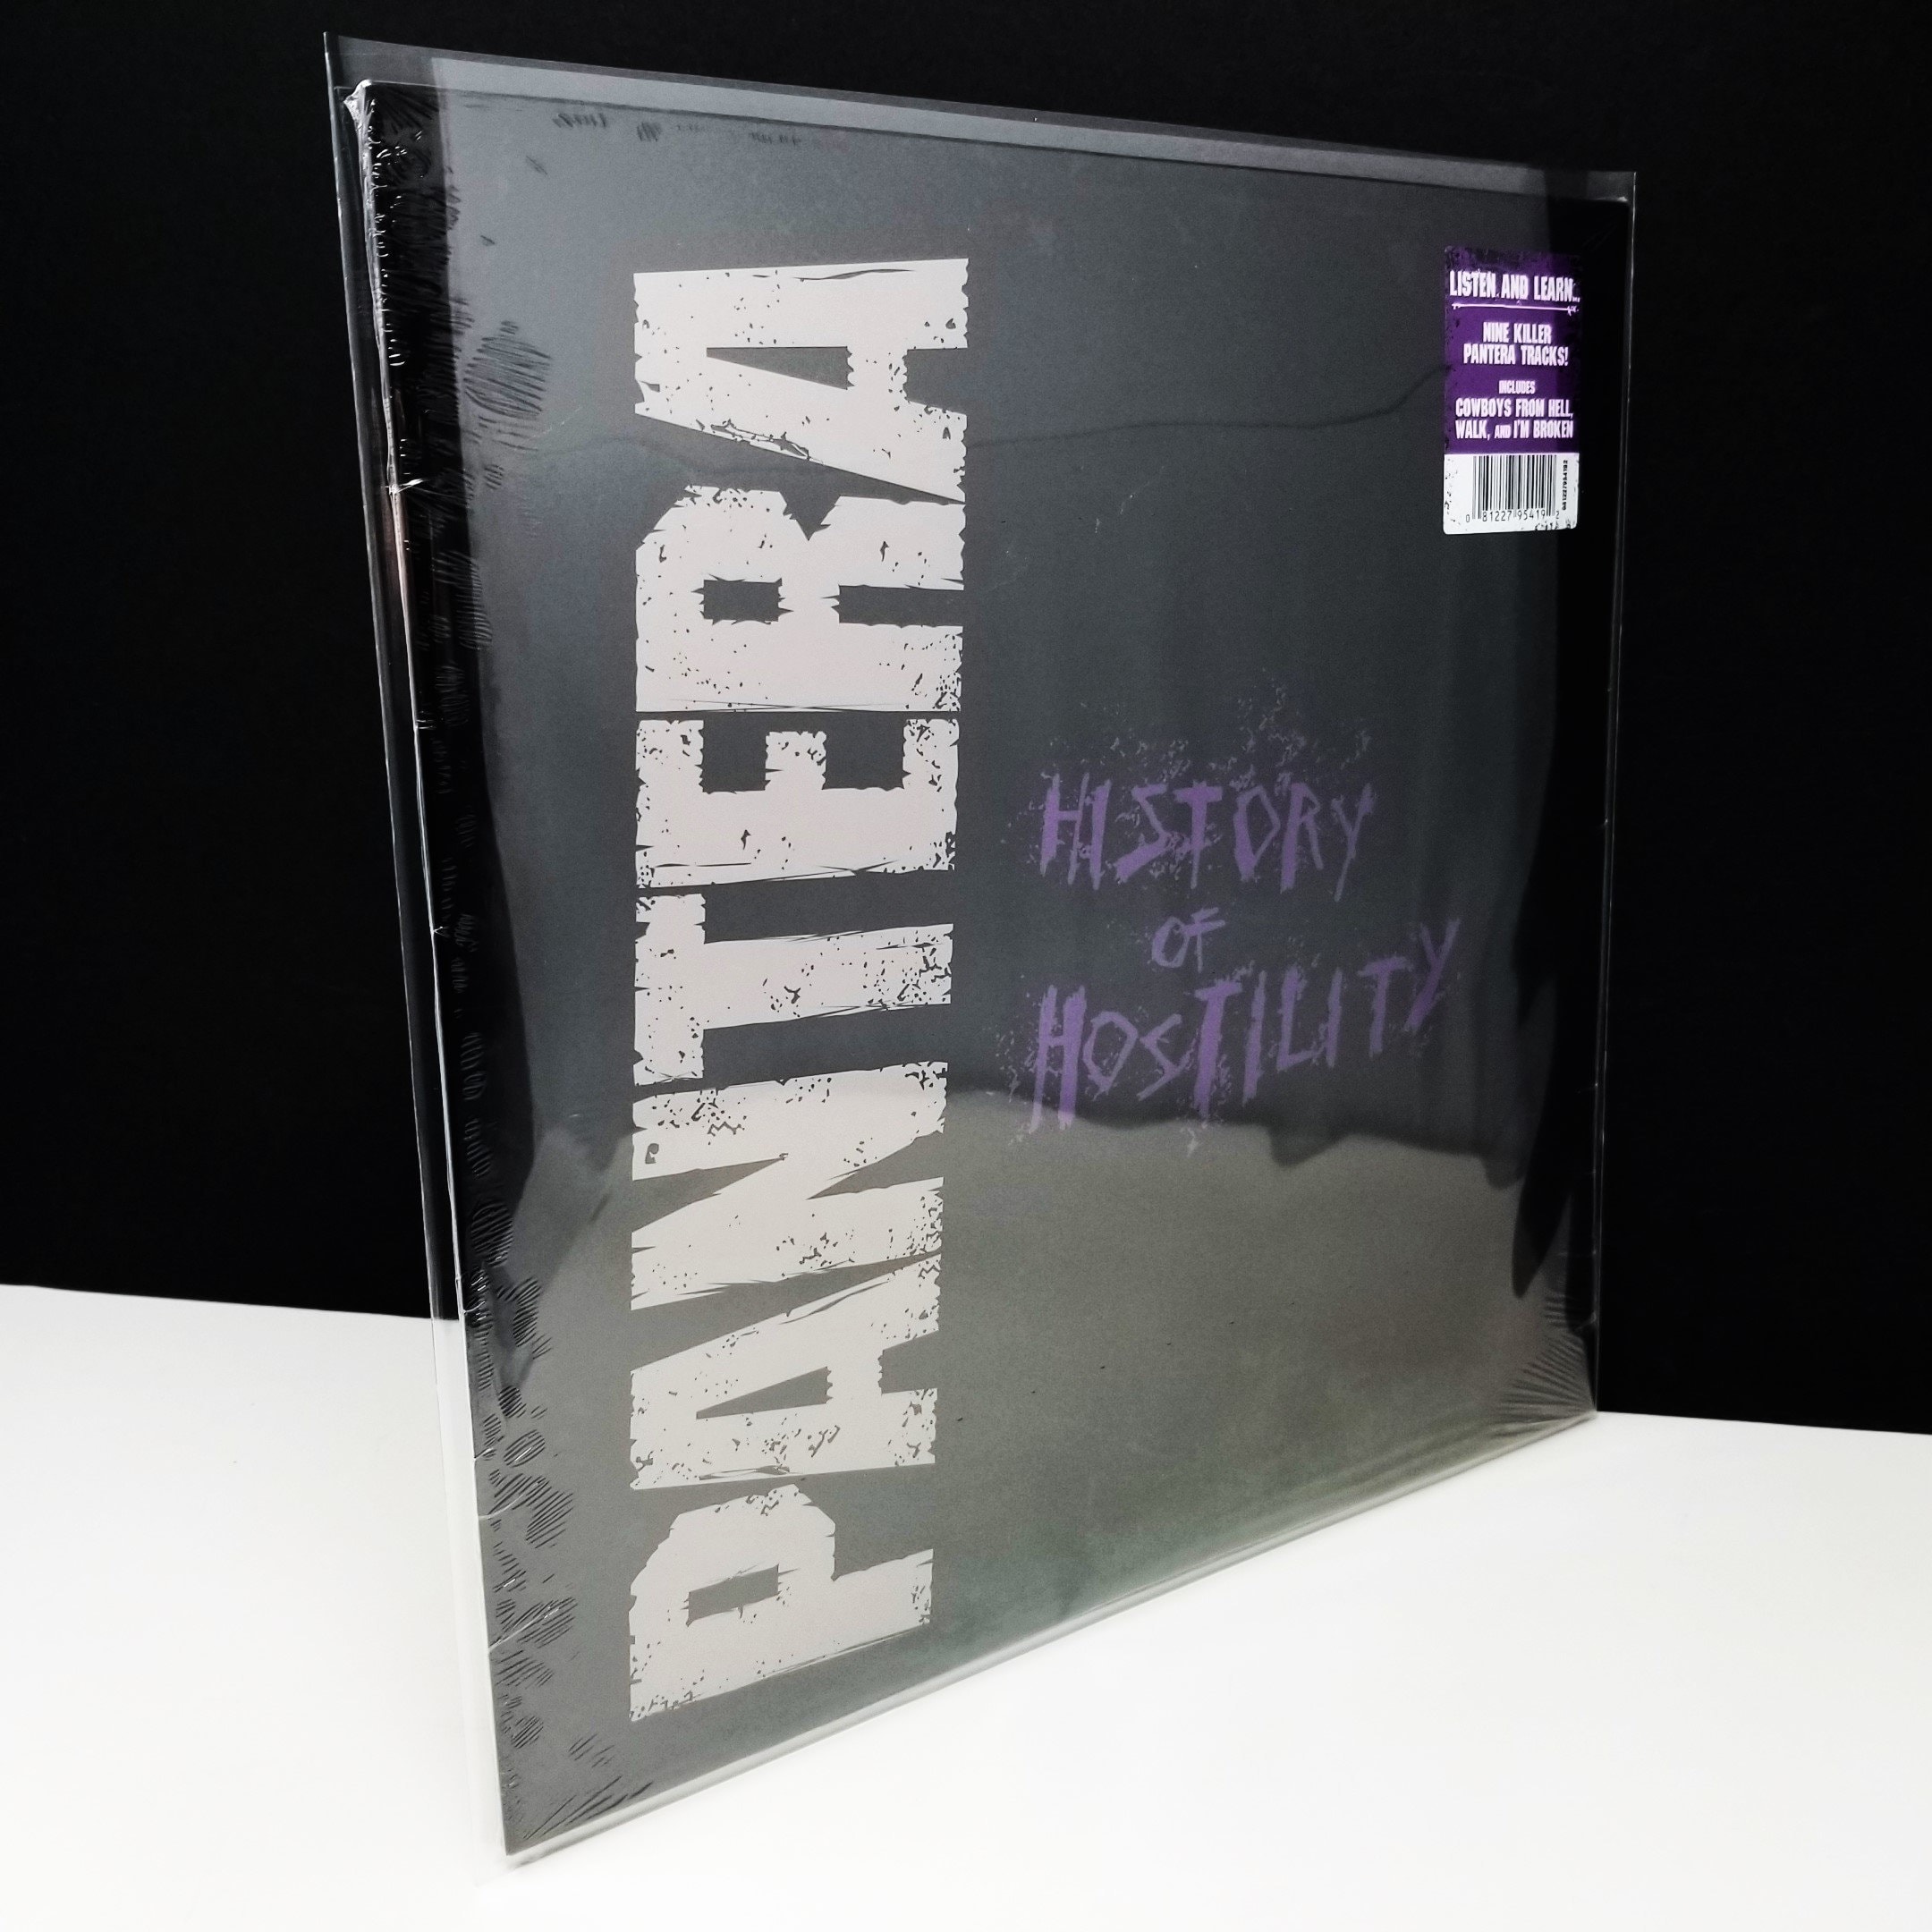 PANTERA
HISTORY
OF
HOSTILITY
LISTEN AND LEARN...
NINE KILLER
PANTERA TRACKS!
INCLUDES
COWBOYS FROM HELL,
WALK, AND I'M BROKEN
0 81227 95419 2